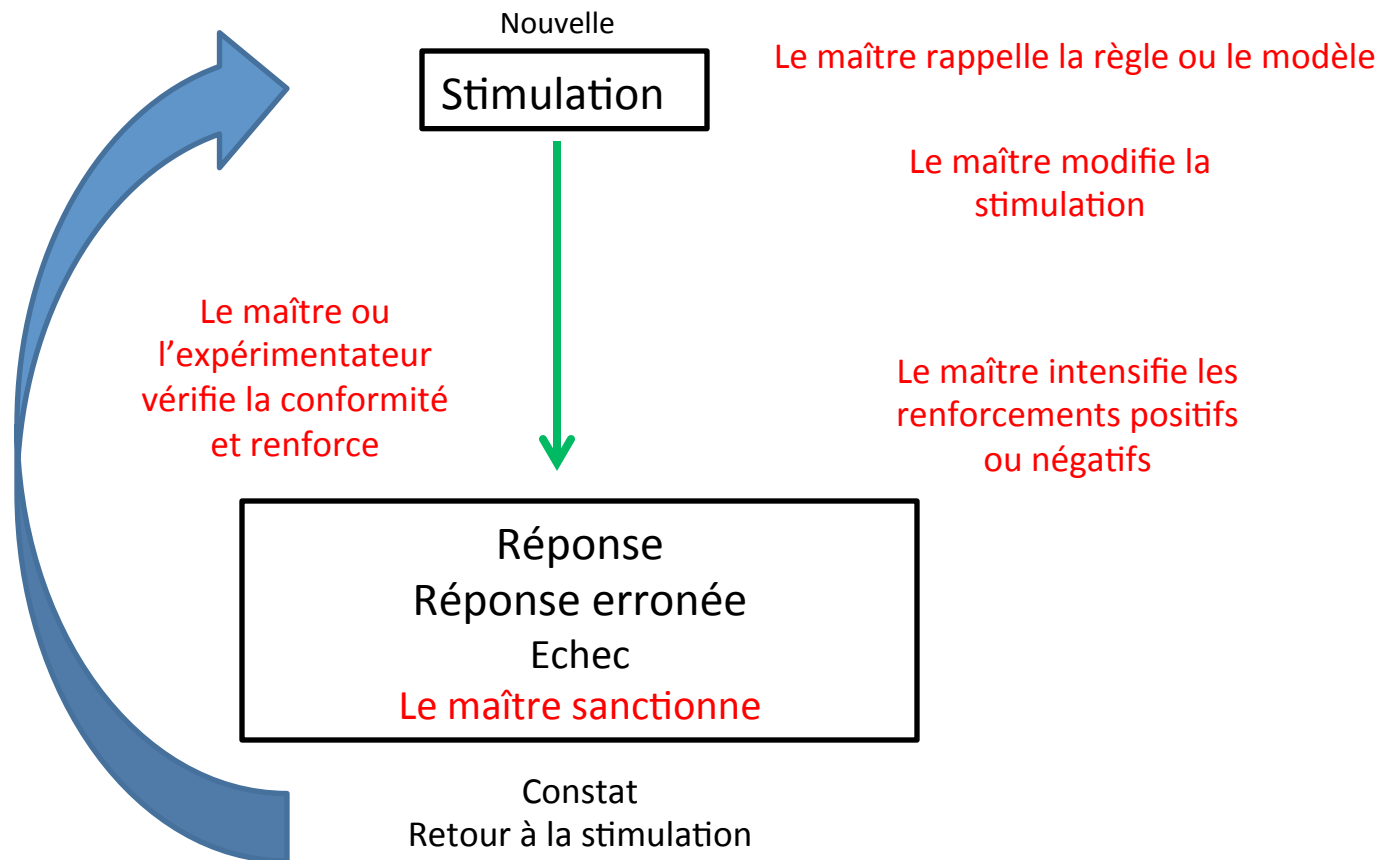 Nouvelle
Stimulation
Le maître rappelle la règle ou le modèle
Le maître modifie la
stimulation
Le maître ou
l’expérimentateur
vérifie la conformité
et renforce
Le maître intensifie les
renforcements positifs
ou négatifs
Réponse
Réponse erronée
Echec
Le maître sanctionne
Constat
Retour à la stimulation